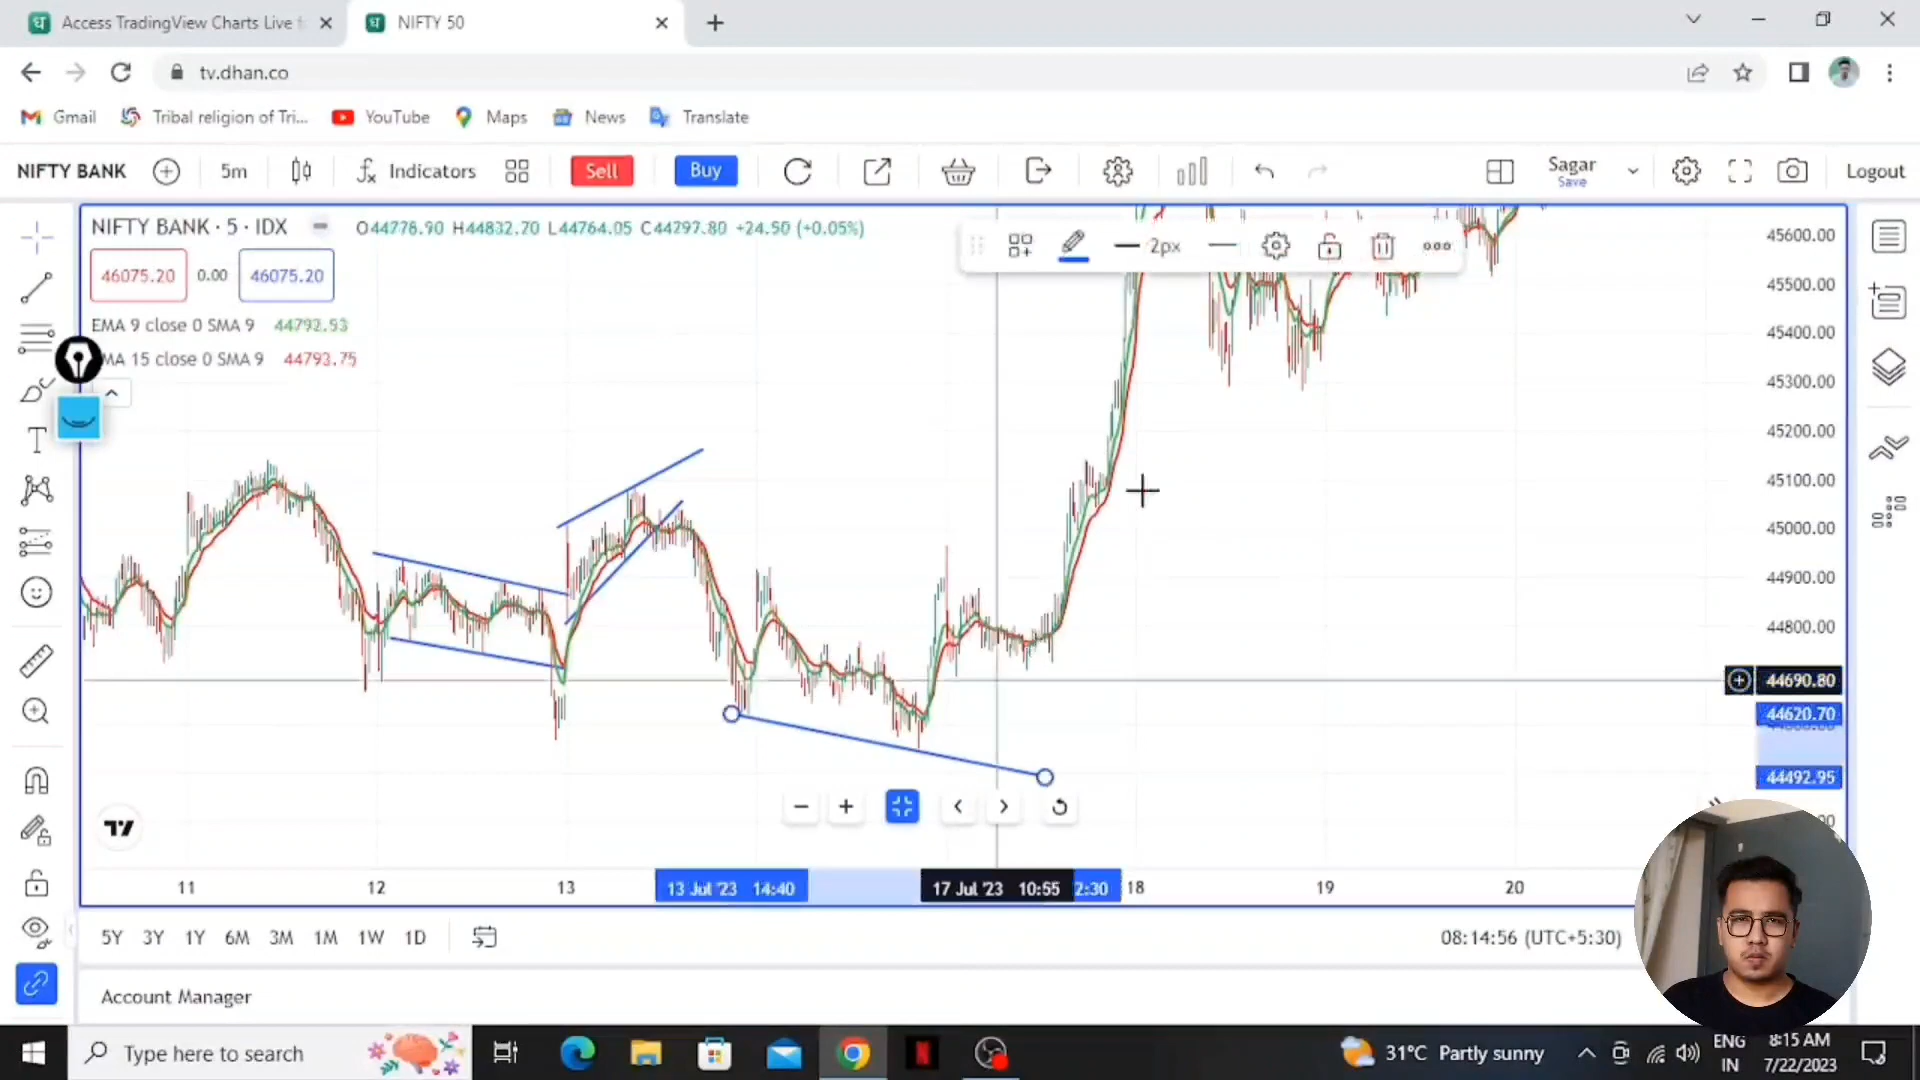 Access TradingView Charts Live f
NIFTY 50
tv.dhan.co
Gmail
Tribal religion of Tri...
YouTube
Maps
News
Translate
NIFTY BANK
5m
Indicators
Sell
Buy
Sagar
Save
Logout
NIFTY BANK · 5 · IDX
O44776.90 H44832.70 L44764.05 C44797.80 +24.50 (+0.05%)
2px
46075.20
0.00
46075.20
EMA 9 close 0 SMA 9 44792.53
MA 15 close 0 SMA 9 44793.75
45600.00
45500.00
45400.00
45300.00
45200.00
45100.00
45000.00
44900.00
44800.00
44690.80
44620.70
44492.95
11
12
13
13 Jul '23 14:40
17 Jul '23 10:55
2:30
18
19
20
5Y 3Y 1Y 6M 3M 1M 1W 1D
08:14:56 (UTC+5:30)
Account Manager
Type here to search
31°C Partly sunny
ENG
IN
8:15 AM
7/22/2023